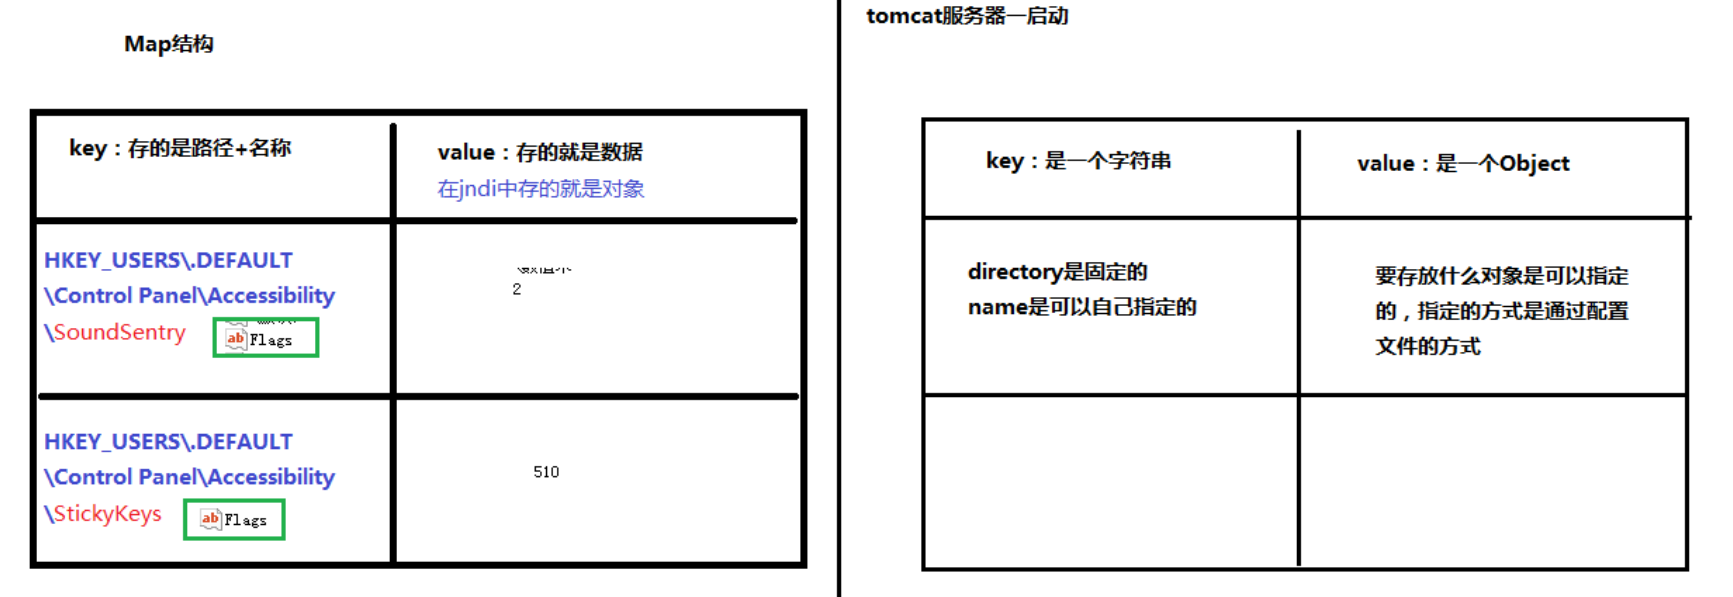 Map结构
key：存的是路径+名称
value：存的就是数据
在jndi中存的就是对象
HKEY_USERS\.DEFAULT
\Control Panel\Accessibility
\SoundSentry
Flags
2
HKEY_USERS\.DEFAULT
\Control Panel\Accessibility
\StickyKeys
Flags
510
tomcat服务器一启动
key：是一个字符串
value：是一个Object
directory是固定的
name是可以自己指定的
要存放什么对象是可以指定
的，指定的方式是通过配置
文件的方式